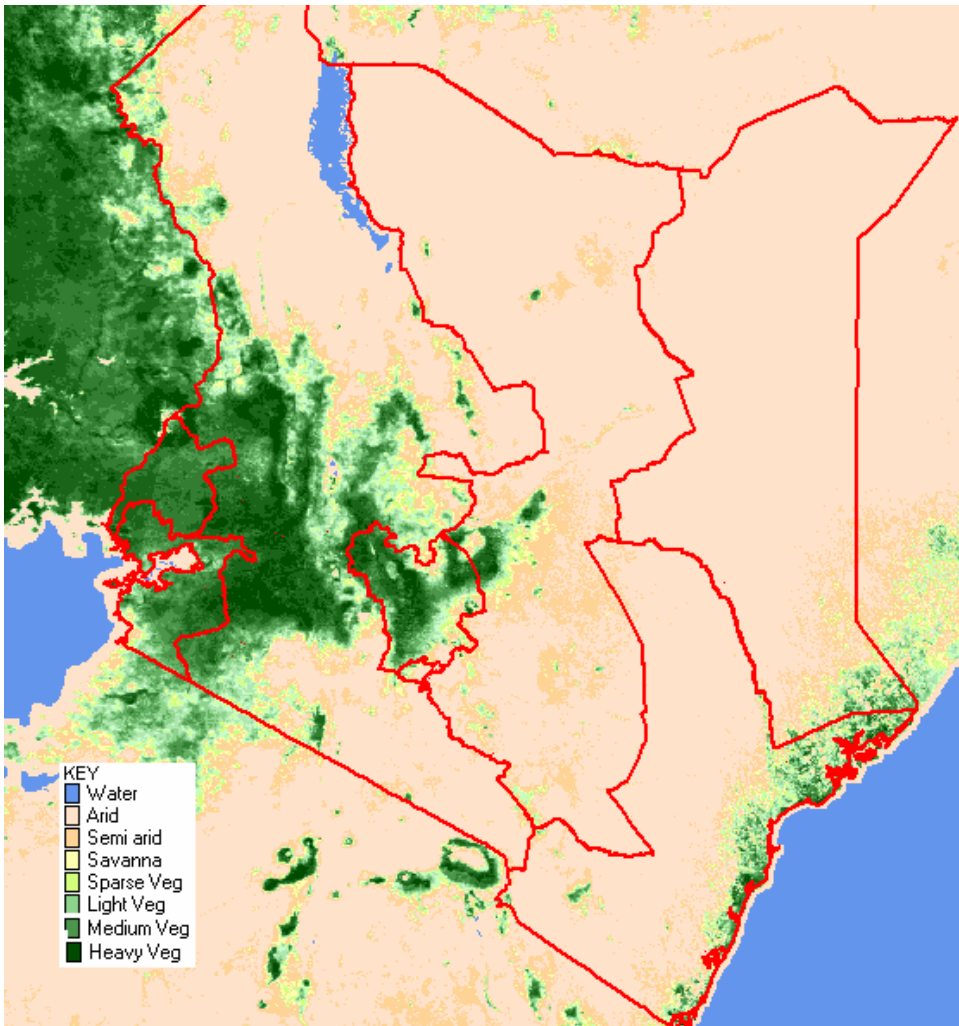 KEY
Water
Arid
Semi arid
Savanna
Sparse Veg
Light Veg
Medium Veg
Heavy Veg